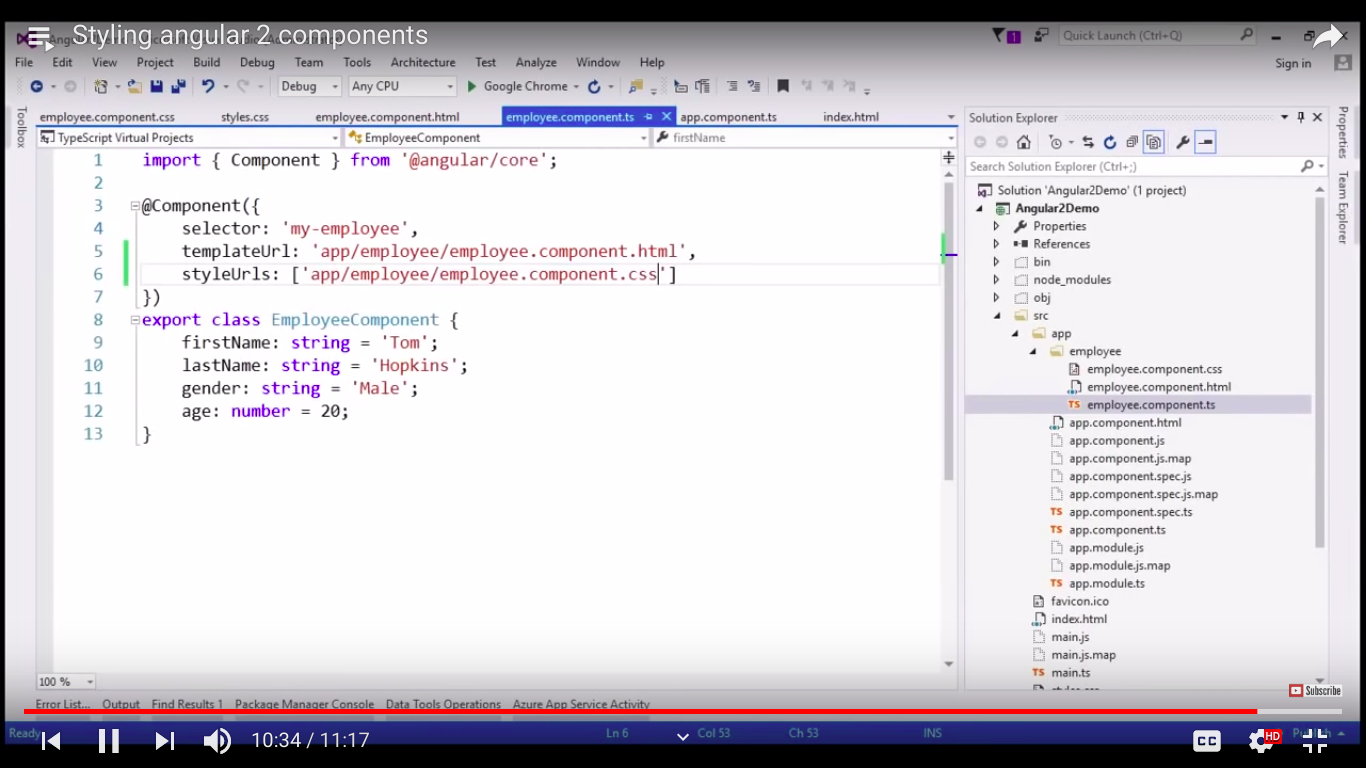 Styling angular 2 components
Quick Launch (Ctrl+Q)
File Edit View Project Build Debug Team Tools Architecture Test Analyze Window Help
Sign in
Debug Any CPU Google Chrome
Toolbox
employee.component.css styles.css employee.component.html employee.component.ts app.component.ts index.html
TypeScript Virtual Projects EmployeeComponent firstName
1 import { Component } from '@angular/core';
2
3 @Component({
4 selector: 'my-employee',
5 templateUrl: 'app/employee/employee.component.html',
6 styleUrls: ['app/employee/employee.component.css']
7 })
8 export class EmployeeComponent {
9 firstName: string = 'Tom';
10 lastName: string = 'Hopkins';
11 gender: string = 'Male';
12 age: number = 20;
13 }
100 %
Solution Explorer
Search Solution Explorer (Ctrl+;)
Solution 'Angular2Demo' (1 project)
Angular2Demo
Properties
References
bin
node_modules
obj
src
app
employee
employee.component.css
employee.component.html
TS employee.component.ts
app.component.html
app.component.js
app.component.js.map
app.component.spec.js
app.component.spec.js.map
TS app.component.spec.ts
TS app.component.ts
app.module.js
app.module.js.map
TS app.module.ts
favicon.ico
index.html
main.js
main.js.map
TS main.ts
Properties
Team Explorer
Subscribe
Error List... Output Find Results 1 Package Manager Console Data Tools Operations Azure App Service Activity
Ready Ln 6 Col 53 Ch 53 INS
10:34 / 11:17
CC HD